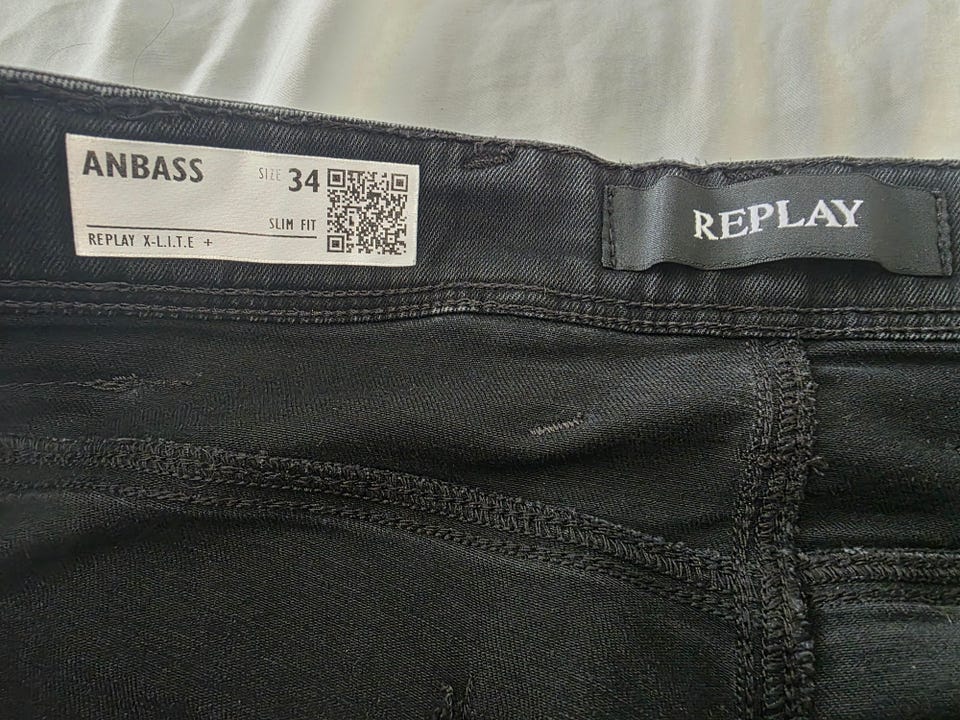 ANBASS
SIZE 34
SLIM FIT
REPLAY X-L.I.T.E +
REPLAY